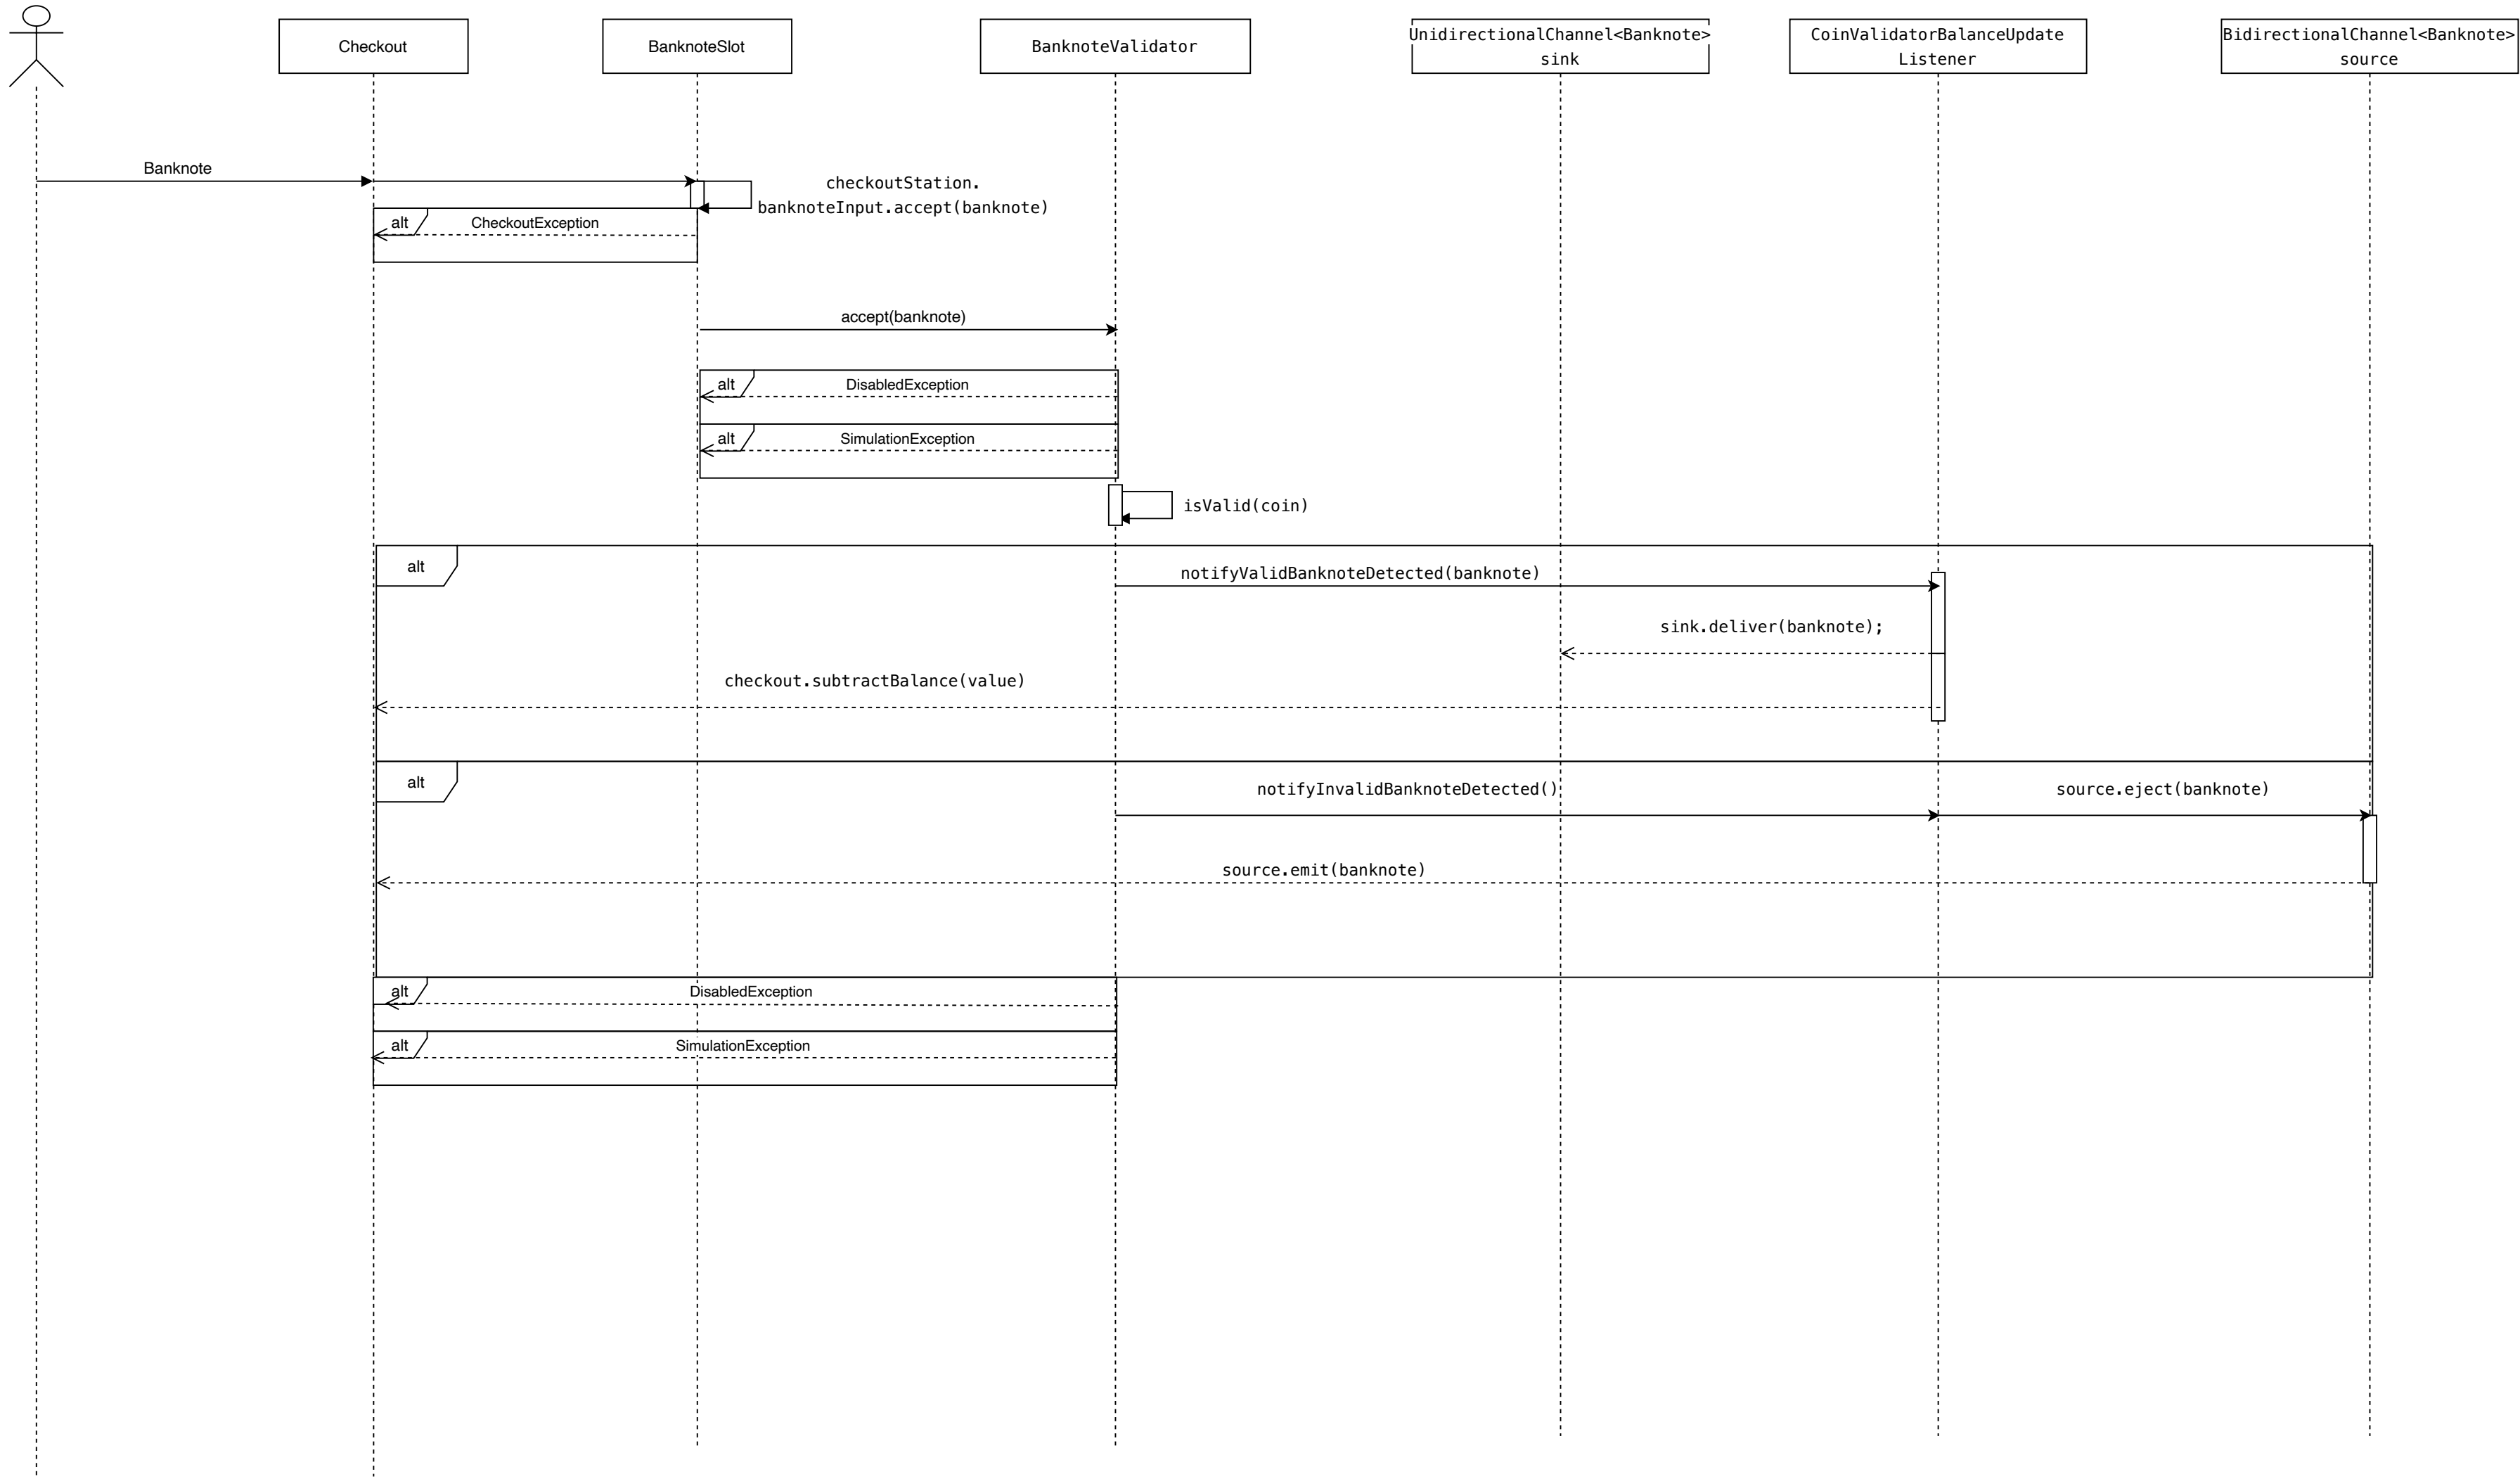 Checkout
BanknoteSlot
BanknoteValidator
UnidirectionalChannel<Banknote>
sink
CoinValidatorBalanceUpdate
Listener
BidirectionalChannel<Banknote>
source
Banknote
checkoutStation.
banknoteInput.accept(banknote)
alt
CheckoutException
accept(banknote)
alt
DisabledException
alt
SimulationException
isValid(coin)
alt
notifyValidBanknoteDetected(banknote)
sink.deliver(banknote);
checkout.subtractBalance(value)
alt
notifyInvalidBanknoteDetected()
source.eject(banknote)
source.emit(banknote)
alt
DisabledException
alt
SimulationException